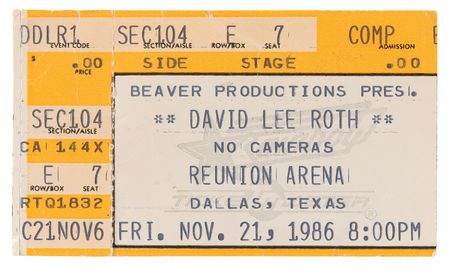 DDLR1 SEC104 E 7 COMP E
EVENT CODE SECTION/AISLE ROW/BOX SEAT ADMISSION
$ .00 SIDE STAGE .00
BEAVER PRODUCTIONS PRES.
SEC104 ** DAVID LEE ROTH **
SECTION/AISLE
CA 144X NO CAMERAS
ROW/BOX SEAT
E 7 REUNION ARENA
RTQ1832 DALLAS, TEXAS
C21NOV6 FRI. NOV. 21, 1986 8:00PM